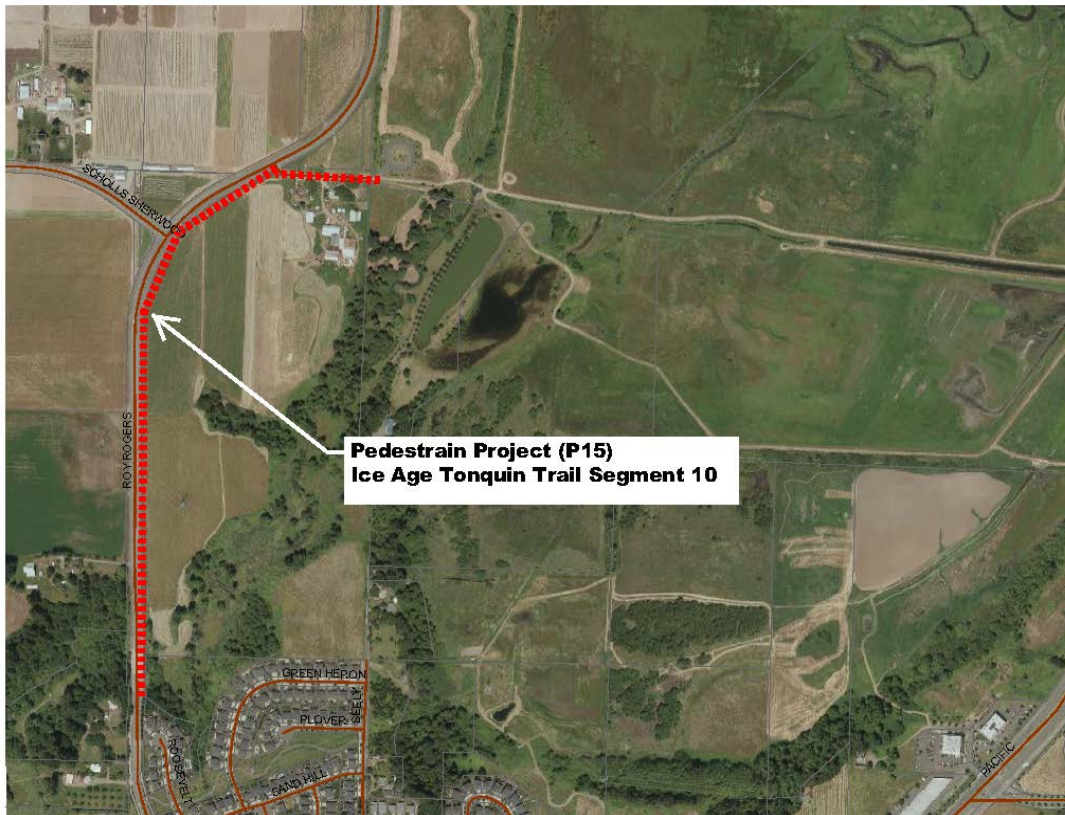 SCHOLLS SHERWOOD
Pedestrain Project (P15)
Ice Age Tonquin Trail Segment 10
ROY ROGERS
GREEN HERON
SEELY
PLOVER
ROOSEVELT
SAND HILL
PACIFIC